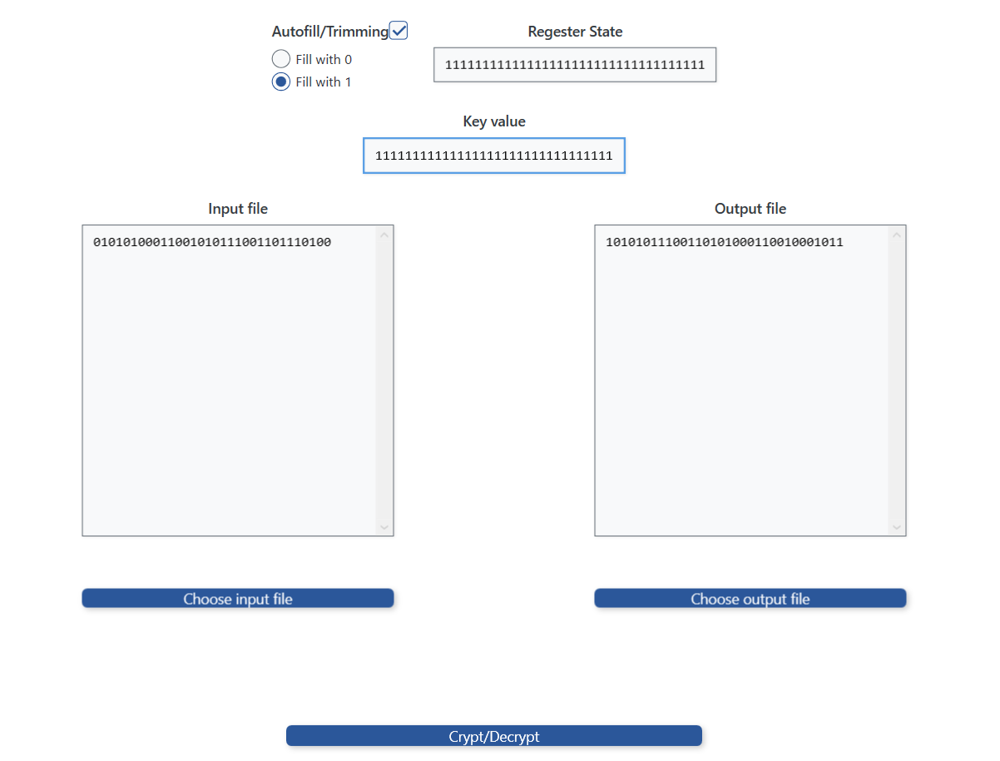 Autofill/Trimming
Regester State
Fill with 0
11111111111111111111111111111111111
Fill with 1
Key value
11111111111111111111111111111111
Input file
Output file
01010100011001010111001101110100
10101011100110101000110010001011
Choose input file
Choose output file
Crypt/Decrypt